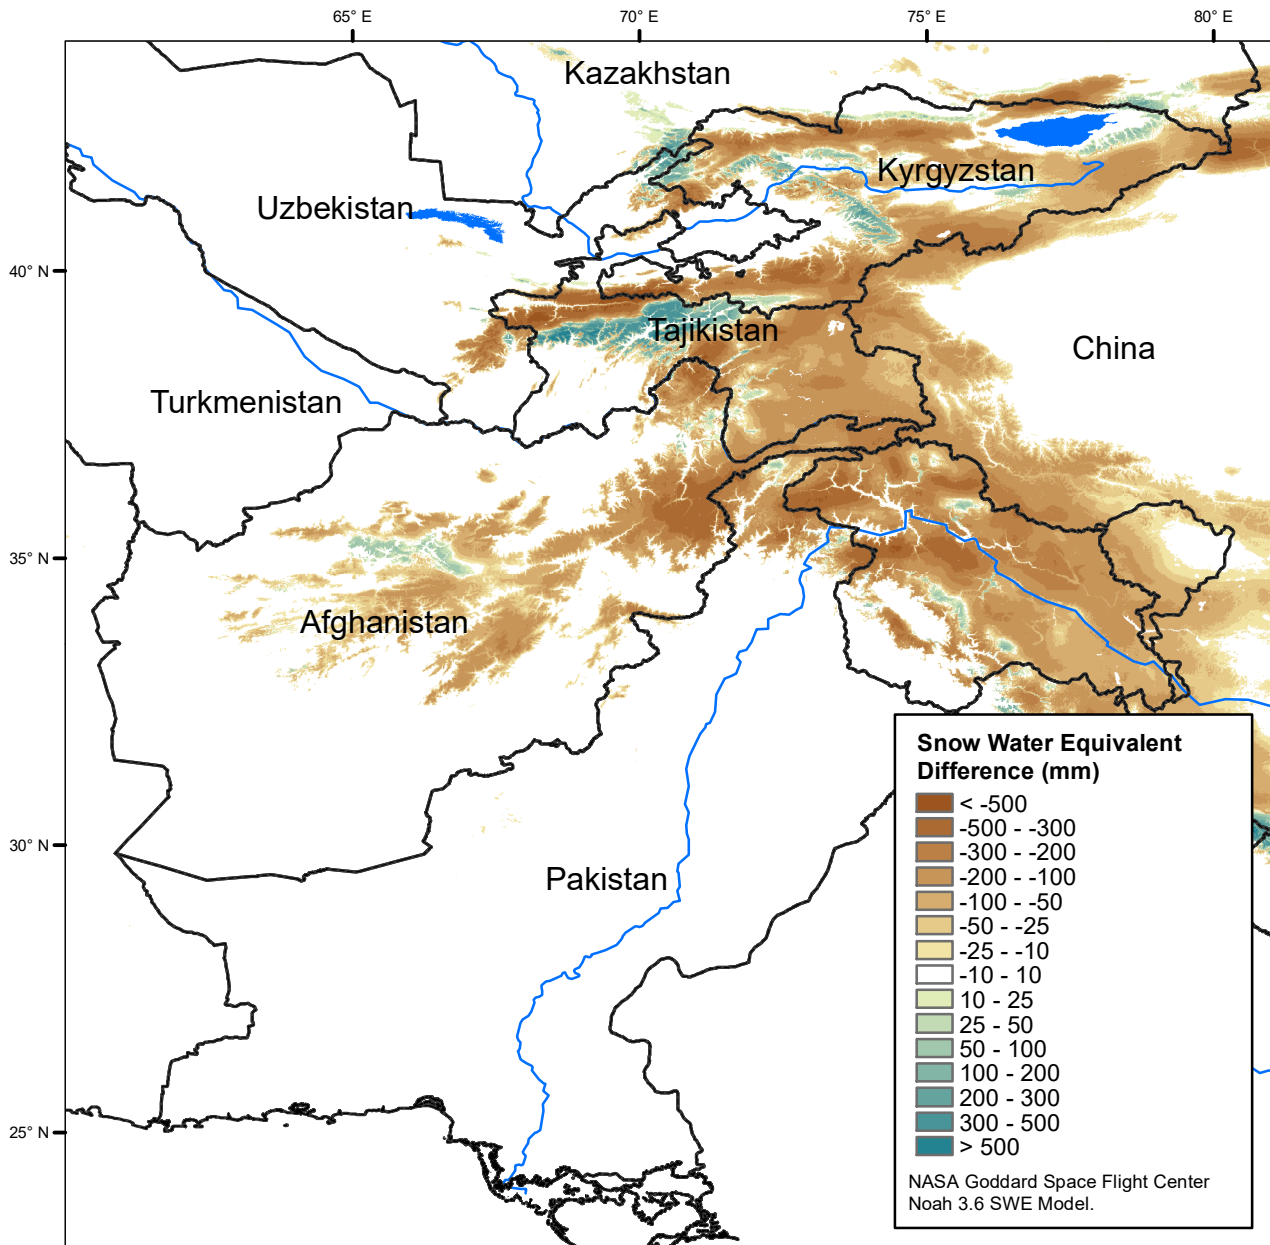 65° E
70° E
75° E
80° E
Kazakhstan
Kyrgyzstan
Uzbekistan
40° N
Tajikistan
China
Turkmenistan
35° N
Afghanistan
30° N
Pakistan
25° N
Snow Water Equivalent
Difference (mm)
< -500
-500 - -300
-300 - -200
-200 - -100
-100 - -50
-50 - -25
-25 - -10
-10 - 10
10 - 25
25 - 50
50 - 100
100 - 200
200 - 300
300 - 500
> 500
NASA Goddard Space Flight Center
Noah 3.6 SWE Model.